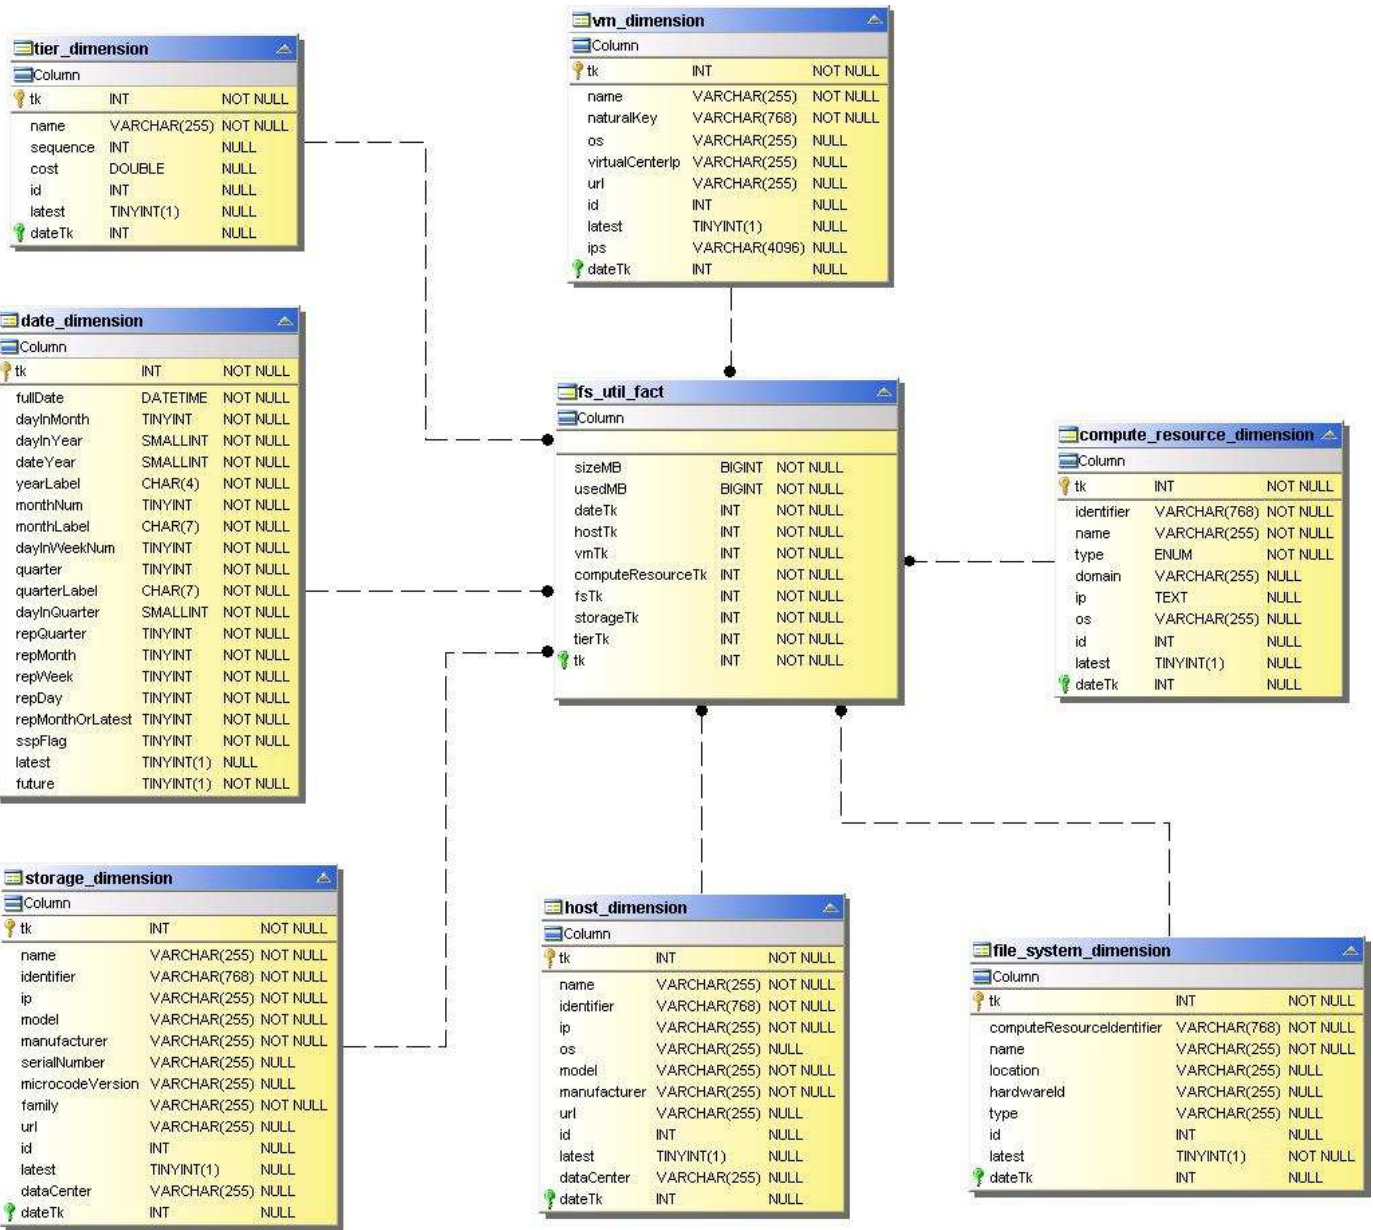 tier_dimension
Column
tk INT NOT NULL
name VARCHAR(255) NOT NULL
sequence INT NULL
cost DOUBLE NULL
id INT NULL
latest TINYINT(1) NULL
dateTk INT NULL
vm_dimension
Column
tk INT NOT NULL
name VARCHAR(255) NOT NULL
naturalKey VARCHAR(768) NOT NULL
os VARCHAR(255) NULL
virtualCenterIp VARCHAR(255) NULL
url VARCHAR(255) NULL
id INT NULL
latest TINYINT(1) NULL
ips VARCHAR(4096) NULL
dateTk INT NULL
date_dimension
Column
tk INT NOT NULL
fullDate DATETIME NOT NULL
dayInMonth TINYINT NOT NULL
dayInYear SMALLINT NOT NULL
dateYear SMALLINT NOT NULL
yearLabel CHAR(4) NOT NULL
monthNum TINYINT NOT NULL
monthLabel CHAR(7) NOT NULL
dayInWeekNum TINYINT NOT NULL
quarter TINYINT NOT NULL
quarterLabel CHAR(7) NOT NULL
dayInQuarter SMALLINT NOT NULL
repQuarter TINYINT NOT NULL
repMonth TINYINT NOT NULL
repWeek TINYINT NOT NULL
repDay TINYINT NOT NULL
repMonthOrLatest TINYINT NOT NULL
sspFlag TINYINT NOT NULL
latest TINYINT(1) NULL
future TINYINT(1) NOT NULL
fs_util_fact
Column
sizeMB BIGINT NOT NULL
usedMB BIGINT NOT NULL
dateTk INT NOT NULL
hostTk INT NOT NULL
vmTk INT NOT NULL
computeResourceTk INT NOT NULL
fsTk INT NOT NULL
storageTk INT NOT NULL
tierTk INT NOT NULL
tk INT NOT NULL
compute_resource_dimension
Column
tk INT NOT NULL
identifier VARCHAR(768) NOT NULL
name VARCHAR(255) NOT NULL
type ENUM NOT NULL
domain VARCHAR(255) NULL
ip TEXT NULL
os VARCHAR(255) NULL
id INT NULL
latest TINYINT(1) NULL
dateTk INT NULL
storage_dimension
Column
tk INT NOT NULL
name VARCHAR(255) NOT NULL
identifier VARCHAR(768) NOT NULL
ip VARCHAR(255) NOT NULL
model VARCHAR(255) NOT NULL
manufacturer VARCHAR(255) NOT NULL
serialNumber VARCHAR(255) NULL
microcodeVersion VARCHAR(255) NULL
family VARCHAR(255) NOT NULL
url VARCHAR(255) NULL
id INT NULL
latest TINYINT(1) NULL
dataCenter VARCHAR(255) NULL
dateTk INT NULL
host_dimension
Column
tk INT NOT NULL
name VARCHAR(255) NOT NULL
identifier VARCHAR(768) NOT NULL
ip VARCHAR(255) NOT NULL
os VARCHAR(255) NULL
model VARCHAR(255) NOT NULL
manufacturer VARCHAR(255) NOT NULL
url VARCHAR(255) NULL
id INT NULL
latest TINYINT(1) NULL
dataCenter VARCHAR(255) NULL
dateTk INT NULL
file_system_dimension
Column
tk INT NOT NULL
computeResourceIdentifier VARCHAR(768) NOT NULL
name VARCHAR(255) NOT NULL
location VARCHAR(255) NULL
hardwareId VARCHAR(255) NULL
type VARCHAR(255) NULL
id INT NULL
latest TINYINT(1) NOT NULL
dateTk INT NULL